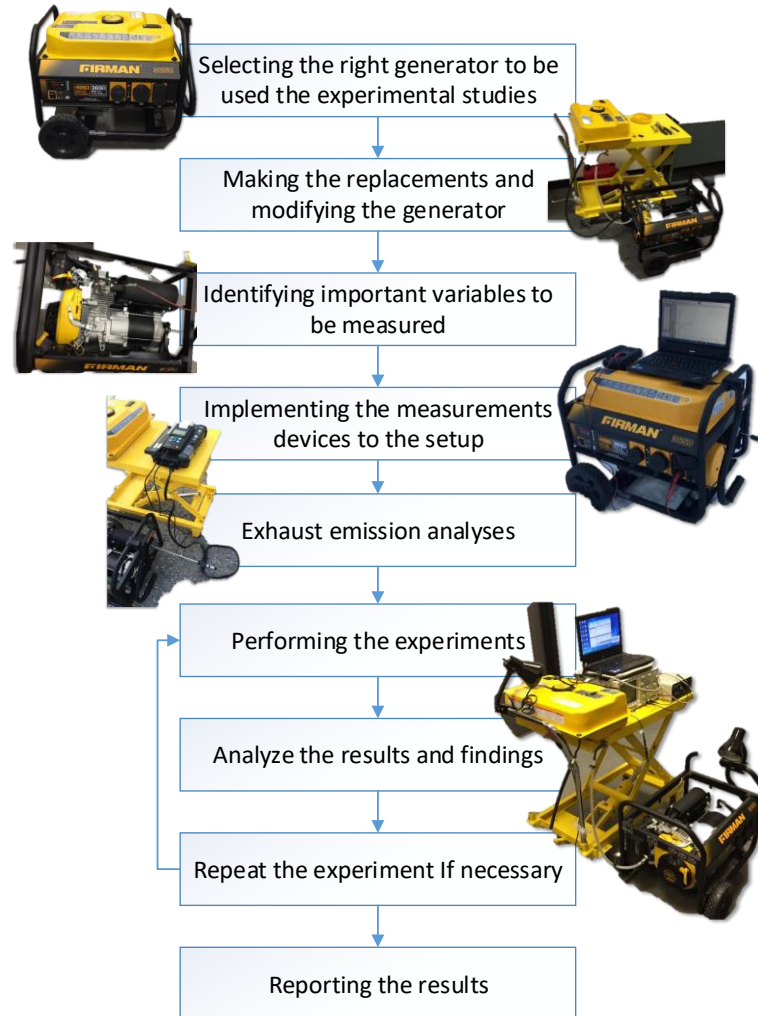 FIRMAN
Selecting the right generator to be
used the experimental studies
Making the replacements and
modifying the generator
FIRMAN
Identifying important variables to
be measured
FIRMAN
Implementing the measurements
devices to the setup
Exhaust emission analyses
Performing the experiments
Analyze the results and findings
FIRMAN
Repeat the experiment If necessary
Reporting the results